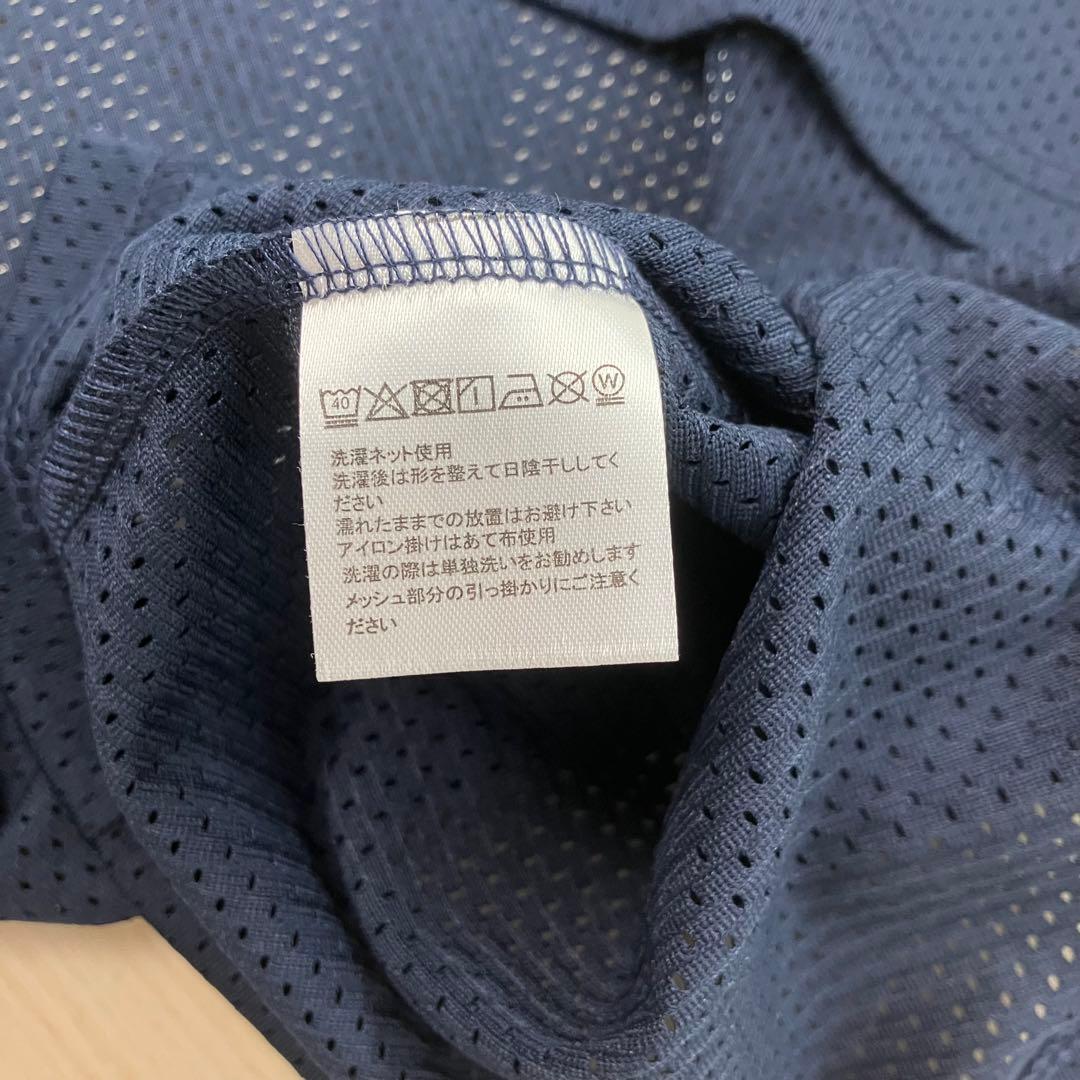 40 W
洗濯ネット使用
洗濯後は形を整えて日陰干ししてく
ださい
濡れたままでの放置はお避け下さい
アイロン掛けはあて布使用
洗濯の際は単独洗いをお勧めします
メッシュ部分の引っ掛かりにご注意く
ださい